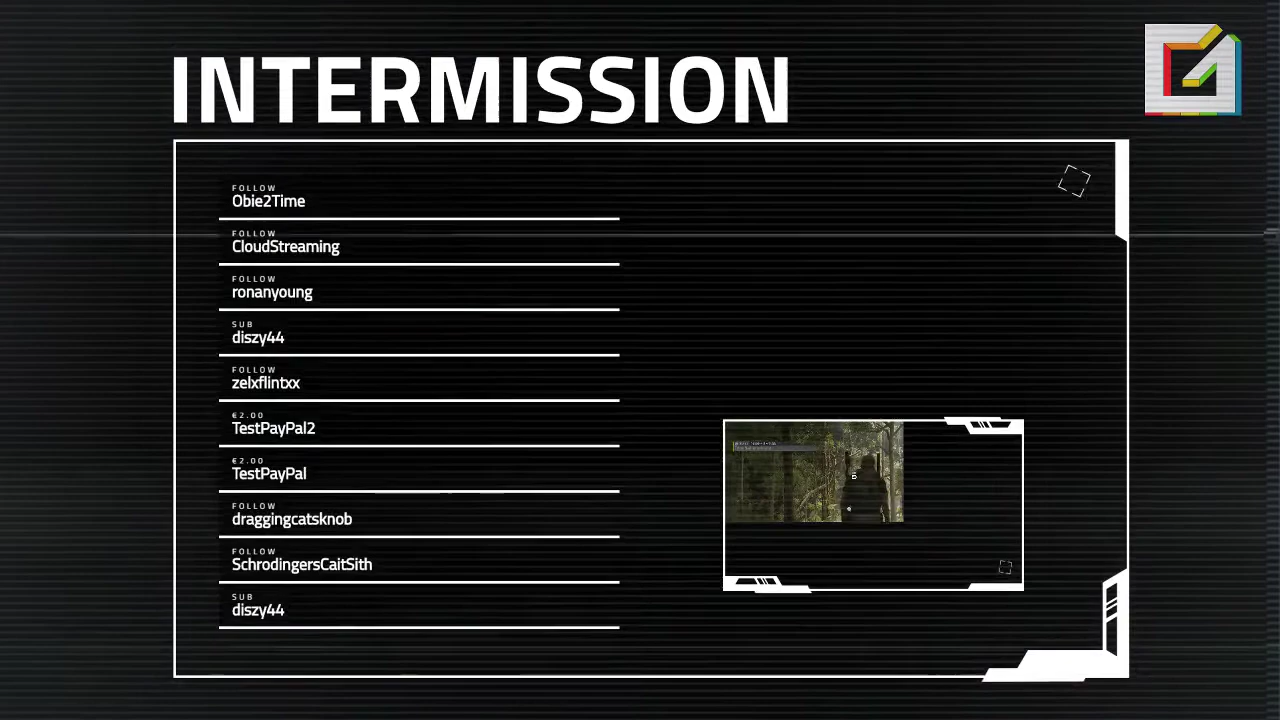 INTERMISSION
FOLLOW
Obie2Time
FOLLOW
CloudStreaming
FOLLOW
ronanyoung
SUB
diszy44
FOLLOW
zelxflintxx
€2.00
TestPayPal2
€2.00
TestPayPal
FOLLOW
draggingcatsknob
FOLLOW
SchrodingersCaitSith
SUB
diszy44